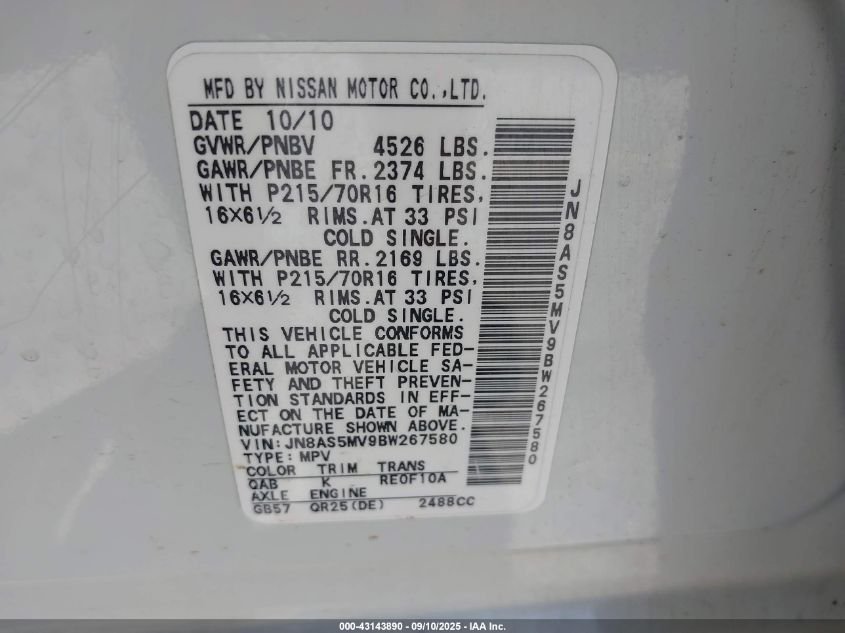 MFD BY NISSAN MOTOR CO.,LTD.
DATE 10/10
GVWR/PNBV 4526 LBS.
GAWR/PNBE FR. 2374 LBS.
WITH P215/70R16 TIRES,
16X6½ RIMS.AT 33 PSI
COLD SINGLE.
GAWR/PNBE RR. 2169 LBS.
WITH P215/70R16 TIRES,
16X6½ RIMS.AT 33 PSI
COLD SINGLE.
THIS VEHICLE CONFORMS
TO ALL APPLICABLE FED-
ERAL MOTOR VEHICLE SA-
FETY AND THEFT PREVEN-
TION STANDARDS IN EFF-
ECT ON THE DATE OF MA-
NUFACTURE SHOWN ABOVE.
VIN:JN8AS5MV9BW267580
TYPE: MPV
COLOR TRIM TRANS
QAB K RE0F10A
AXLE ENGINE
GB57 QR25(DE) 2488CC
JN8AS5MV9BW267580
000-43143890 - 09/10/2025 - IAA Inc.